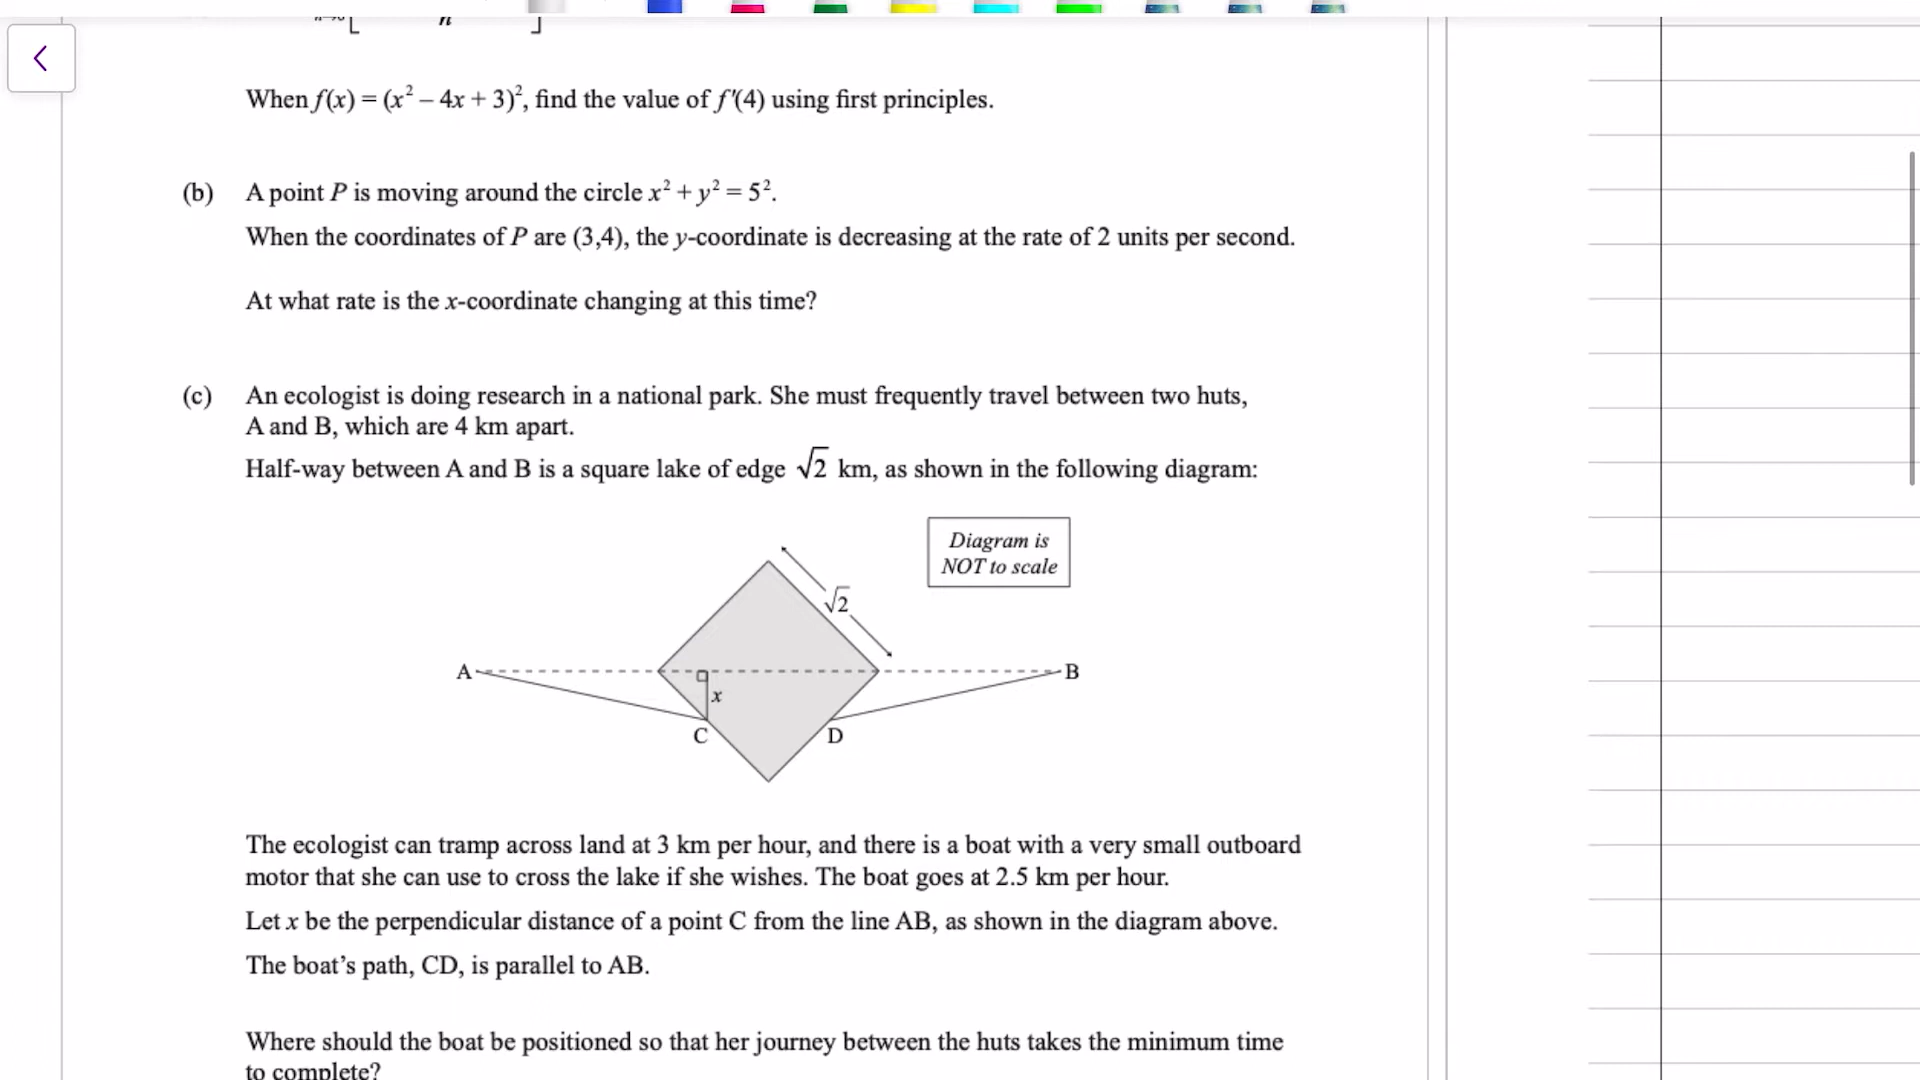 n
When f(x) = (x² – 4x + 3)², find the value of f′(4) using first principles.
(b) A point P is moving around the circle x² + y² = 5².
When the coordinates of P are (3,4), the y-coordinate is decreasing at the rate of 2 units per second.
At what rate is the x-coordinate changing at this time?
(c) An ecologist is doing research in a national park. She must frequently travel between two huts,
A and B, which are 4 km apart.
Half-way between A and B is a square lake of edge √2 km, as shown in the following diagram:
Diagram is
NOT to scale
√2
A
B
x
C
D
The ecologist can tramp across land at 3 km per hour, and there is a boat with a very small outboard
motor that she can use to cross the lake if she wishes. The boat goes at 2.5 km per hour.
Let x be the perpendicular distance of a point C from the line AB, as shown in the diagram above.
The boat’s path, CD, is parallel to AB.
Where should the boat be positioned so that her journey between the huts takes the minimum time
to complete?